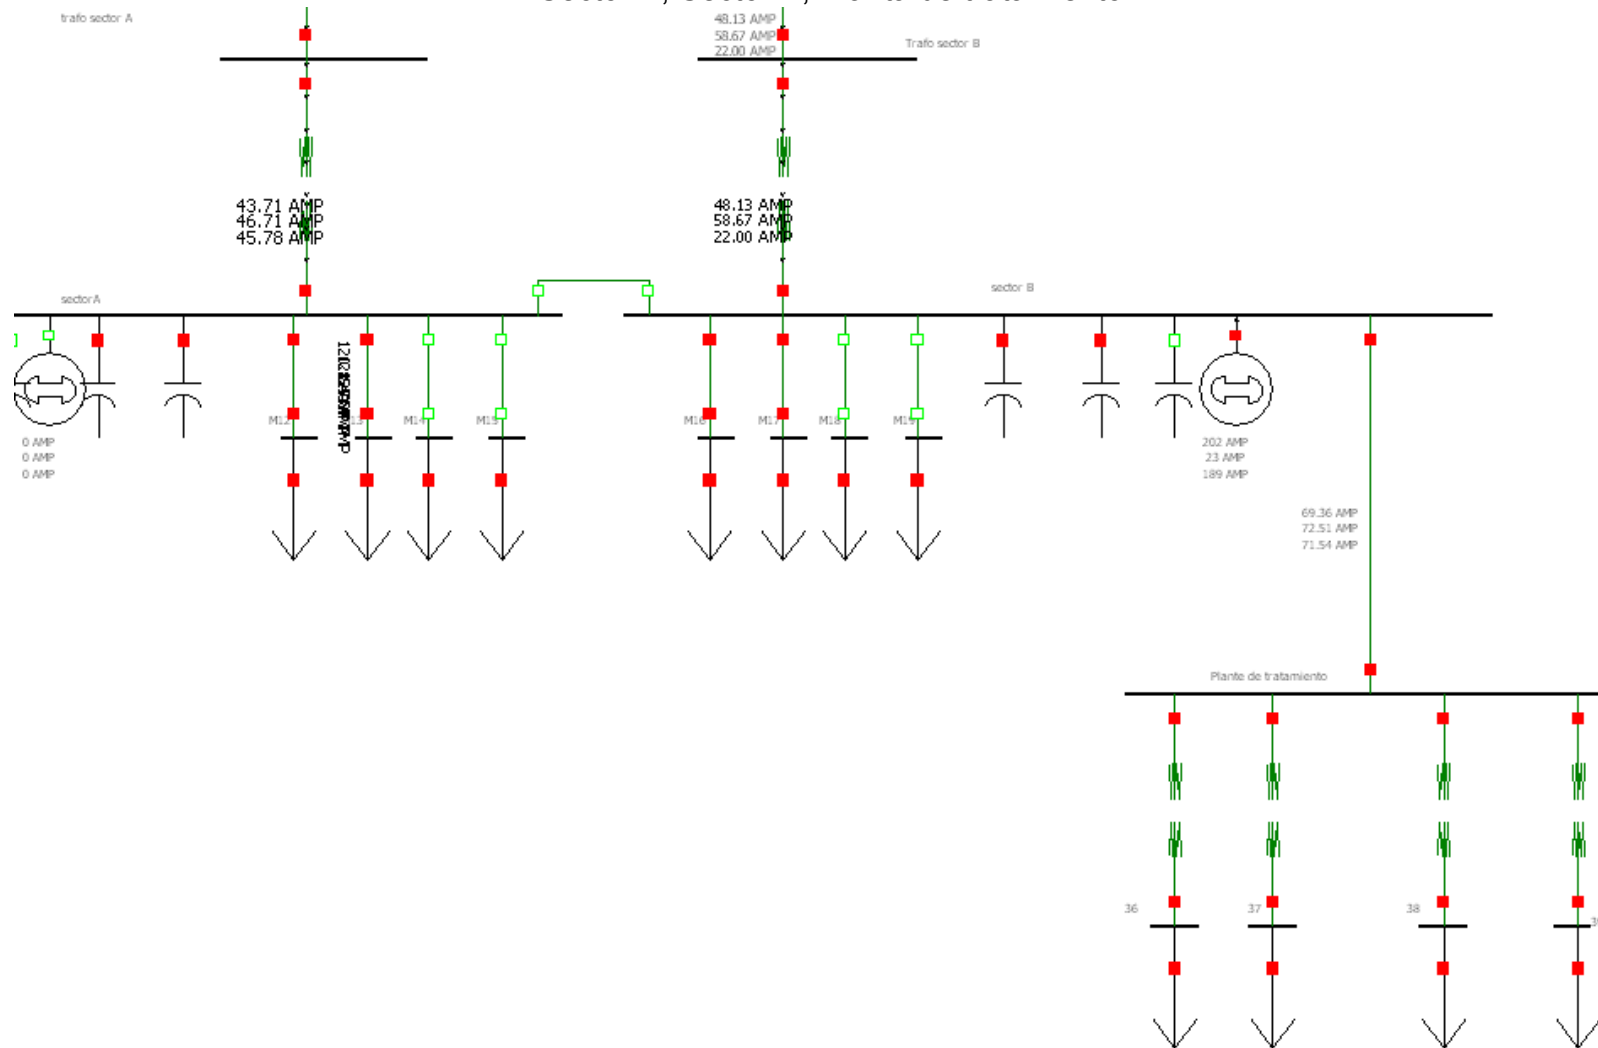 trafo sector A
48.13 AMP
58.67 AMP
22.00 AMP
Trafo sector B
43.71 AMP
46.71 AMP
45.78 AMP
48.13 AMP
58.67 AMP
22.00 AMP
sectorA
sector B
M12
M14
M15
M16
M17
M18
M19
0 AMP
0 AMP
0 AMP
202 AMP
23 AMP
189 AMP
69.36 AMP
72.51 AMP
71.54 AMP
Plante de tratamiento
36
37
38